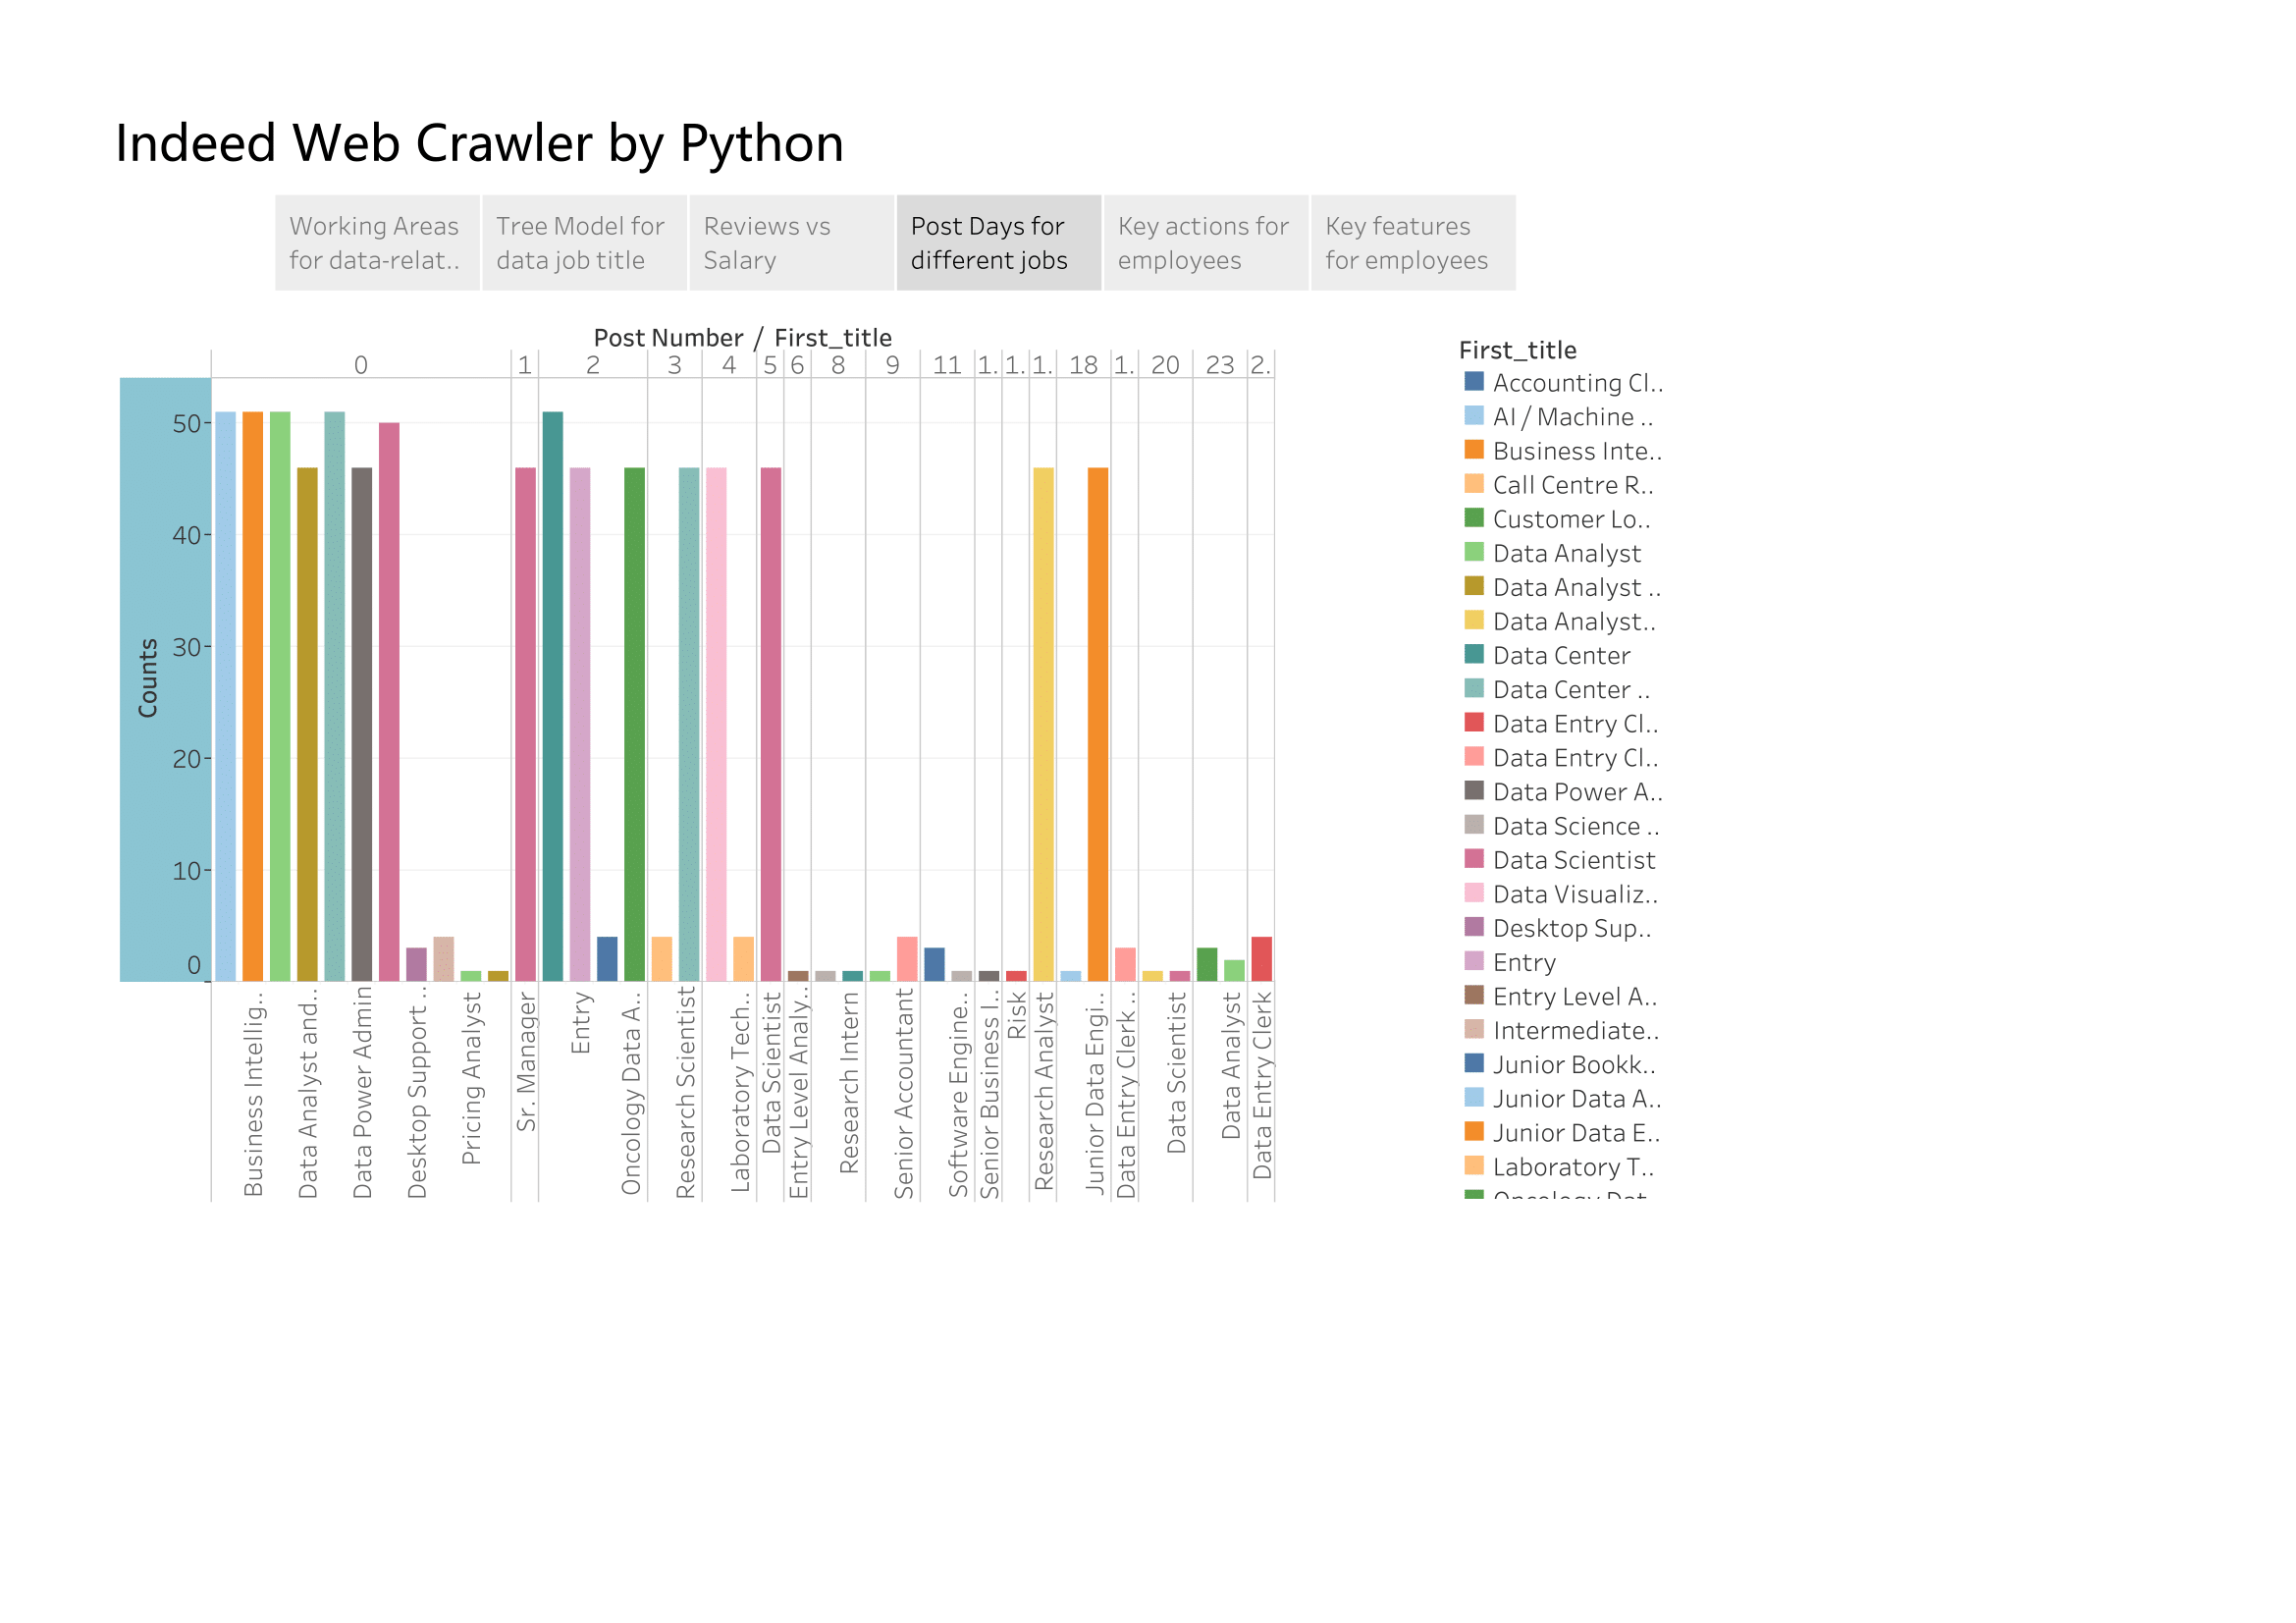 Indeed Web Crawler by Python
Working Areas
for data-relat..
Tree Model for
data job title
Reviews vs
Salary
Post Days for
different jobs
Key actions for
employees
Key features
for employees
Post Number / First_title
0 1 2 3 4 5 6 8 9 11 1. 1. 1. 18 1. 20 23 2.
Counts
50
40
30
20
10
0
Business Intellig..
Data Analyst and..
Data Power Admin
Desktop Support ..
Pricing Analyst
Sr. Manager
Entry
Oncology Data A..
Research Scientist
Laboratory Tech..
Data Scientist
Entry Level Analy..
Research Intern
Senior Accountant
Software Engine..
Senior Business I..
Risk
Research Analyst
Junior Data Engi..
Data Entry Clerk ..
Data Scientist
Data Analyst
Data Entry Clerk
First_title
Accounting Cl..
AI / Machine ..
Business Inte..
Call Centre R..
Customer Lo..
Data Analyst
Data Analyst ..
Data Analyst..
Data Center
Data Center ..
Data Entry Cl..
Data Entry Cl..
Data Power A..
Data Science ..
Data Scientist
Data Visualiz..
Desktop Sup..
Entry
Entry Level A..
Intermediate..
Junior Bookk..
Junior Data A..
Junior Data E..
Laboratory T..
Oncology Dat